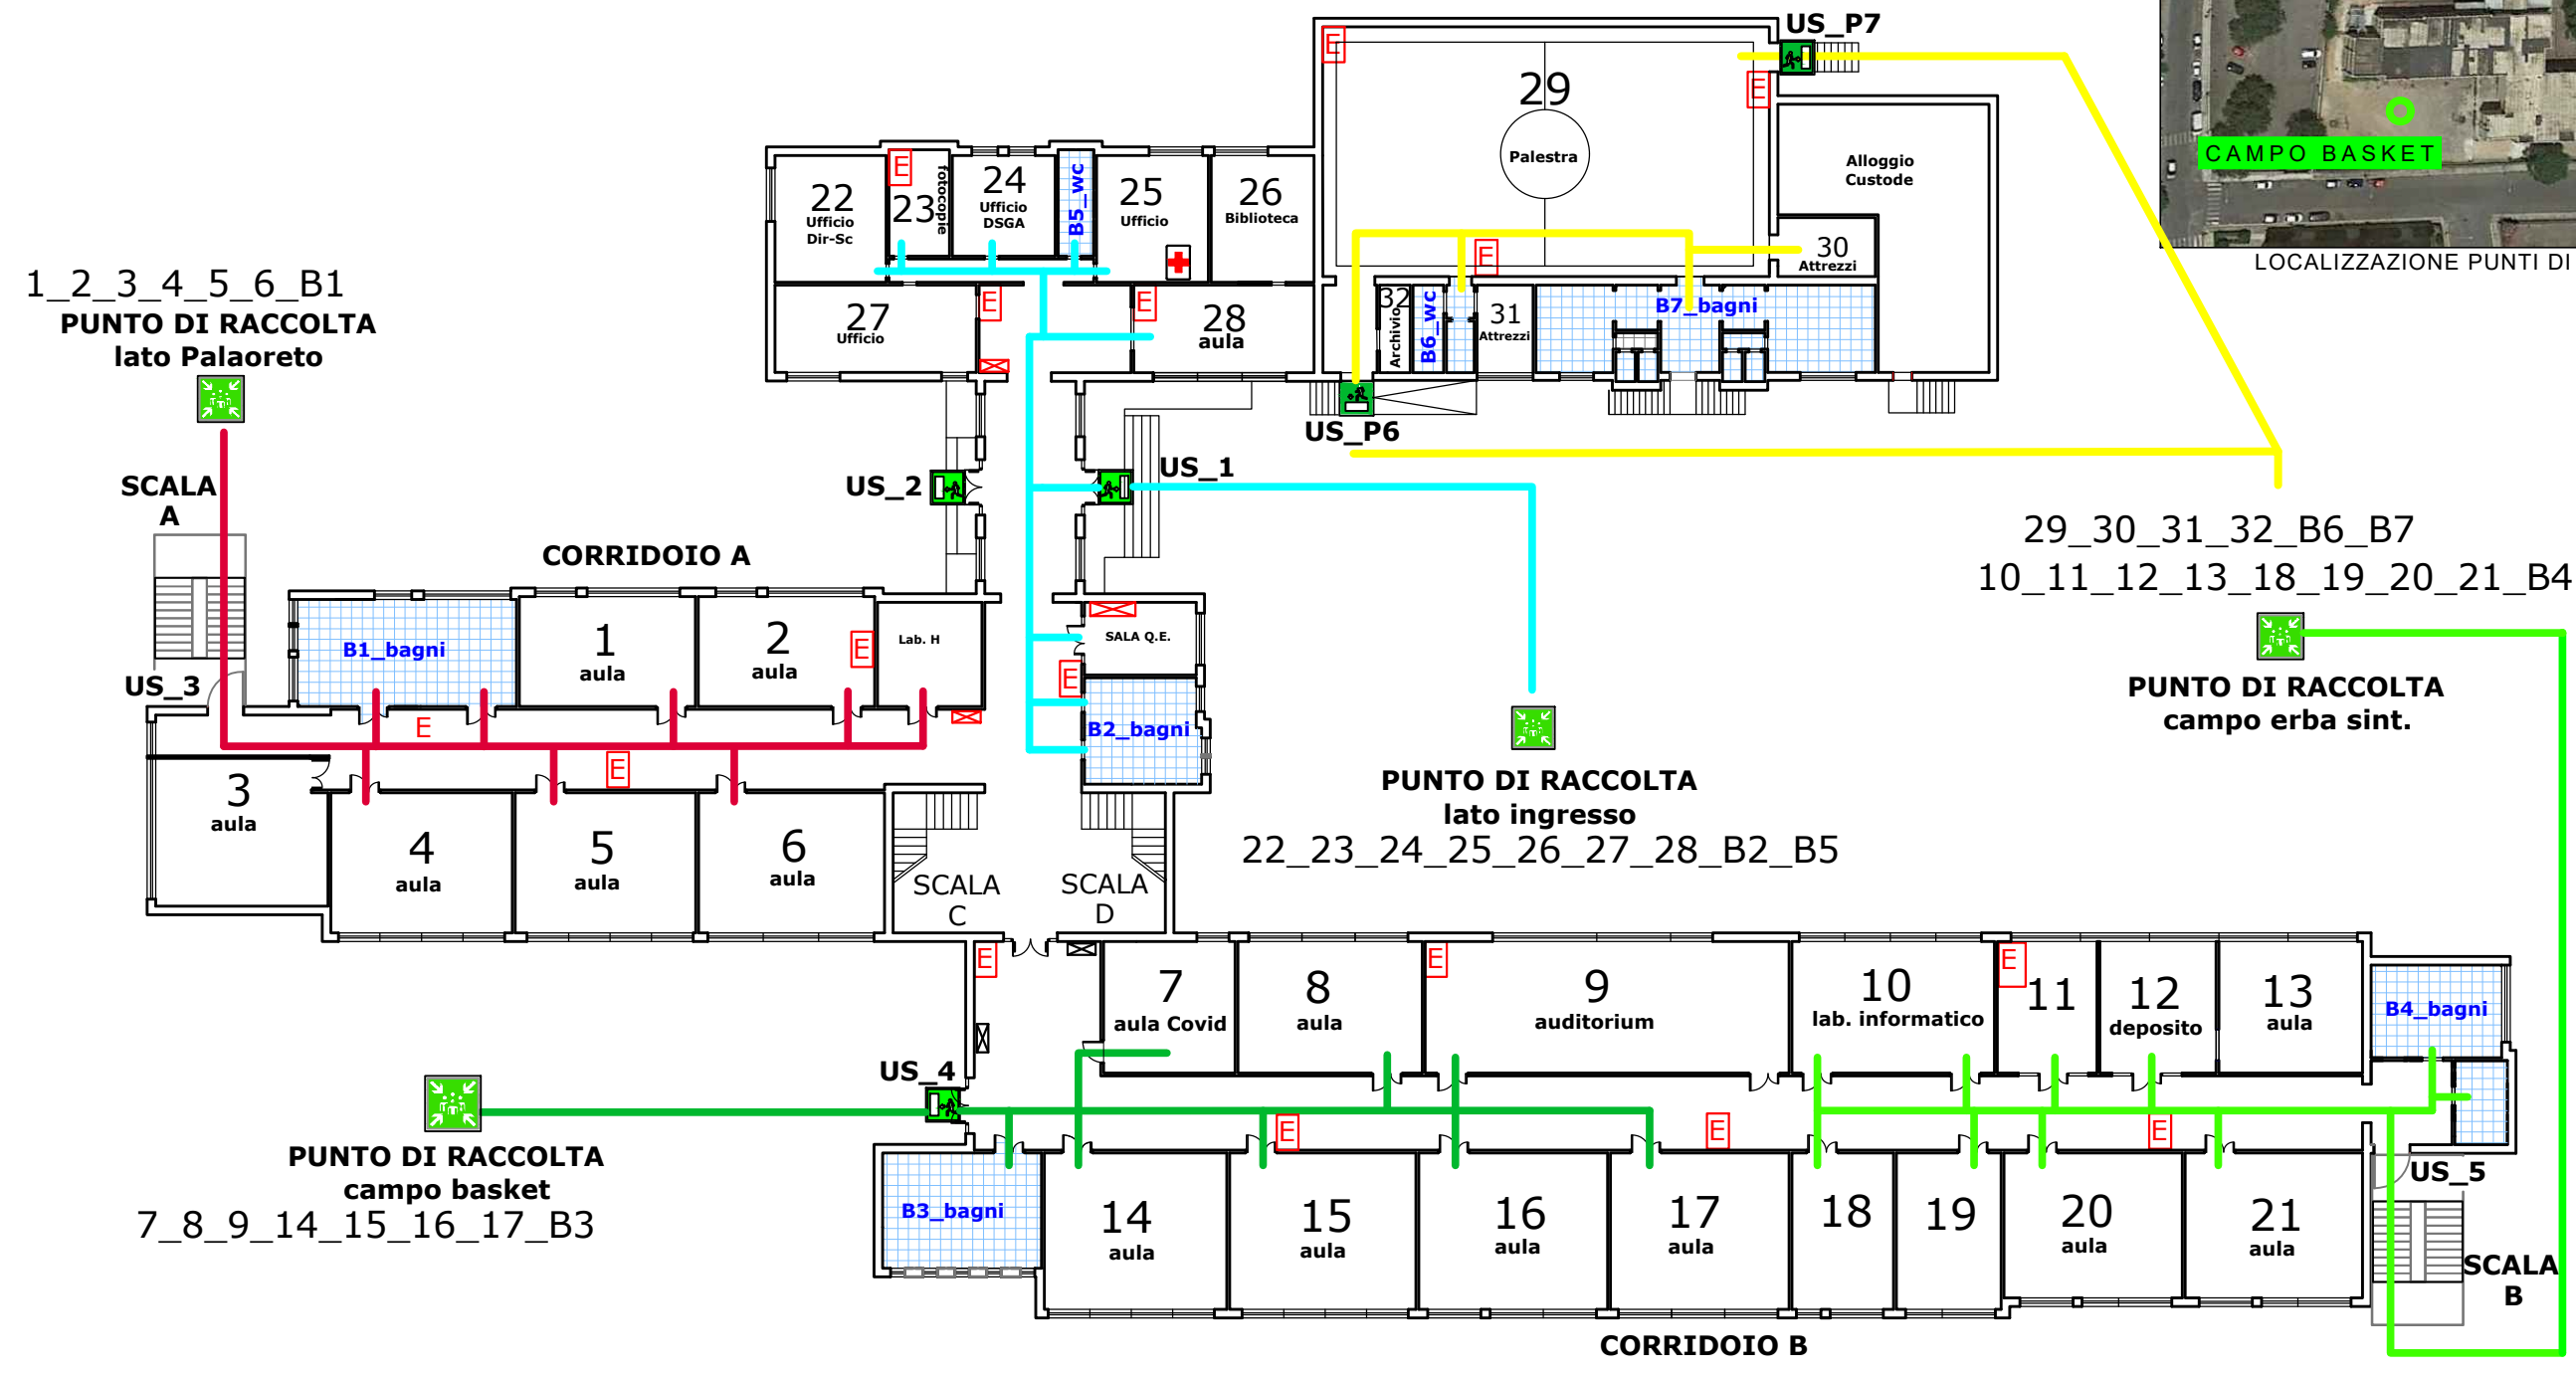 US_P7
E
29
Palestra
E
Alloggio
Custode
CAMPO BASKET
LOCALIZZAZIONE PUNTI DI
22
Ufficio
Dir-Sc
E
23
fotocopie
24
Ufficio
DSGA
B5_wc
25
Ufficio
26
Biblioteca
E
30
Attrezzi
27
Ufficio
E
E
28
aula
32
Archivio
B6_wc
31
Attrezzi
B7_bagni
US_P6
1_2_3_4_5_6_B1
PUNTO DI RACCOLTA
lato Palaoreto
SCALA
A
US_2
US_1
CORRIDOIO A
29_30_31_32_B6_B7
10_11_12_13_18_19_20_21_B4
PUNTO DI RACCOLTA
campo erba sint.
US_3
B1_bagni
1
aula
2
aula
E
Lab. H
SALA Q.E.
E
B2_bagni
E
E
3
aula
4
aula
5
aula
6
aula
SCALA
C
SCALA
D
PUNTO DI RACCOLTA
lato ingresso
22_23_24_25_26_27_28_B2_B5
E
7
aula Covid
8
aula
E
9
auditorium
10
lab. informatico
E
11
12
deposito
13
aula
B4_bagni
US_4
PUNTO DI RACCOLTA
campo basket
7_8_9_14_15_16_17_B3
E
E
E
US_5
B3_bagni
14
aula
15
aula
16
aula
17
aula
18
19
20
aula
21
aula
SCALA
B
CORRIDOIO B